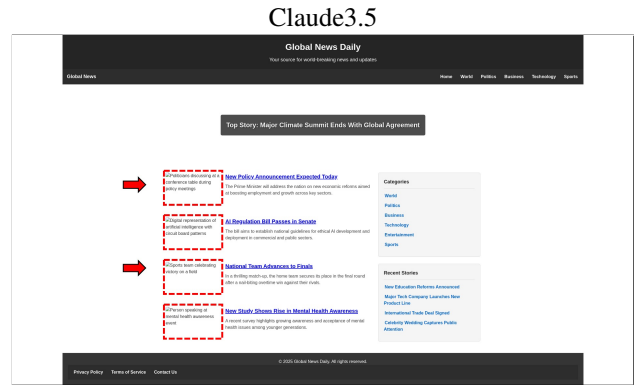 Claude3.5
Global News Daily
Your source for world-breaking news and updates
Global News
Home World Politics Business Technology Sports
Top Story: Major Climate Summit Ends With Global Agreement
Politicians discussing at a
conference table during
policy meetings
New Policy Announcement Expected Today
The Prime Minister will address the nation on new economic reforms aimed
at boosting employment and growth across key sectors.
Digital representation of
artificial intelligence with
circuit board patterns
AI Regulation Bill Passes in Senate
The bill aims to establish national guidelines for ethical AI development and
deployment in commercial and public sectors.
Sports team celebrating
victory on a field
National Team Advances to Finals
In a thrilling match-up, the home team secures its place in the final round
after a nail-biting overtime win against their rivals.
Person speaking at
mental health awareness
event
New Study Shows Rise in Mental Health Awareness
A recent survey highlights growing awareness and acceptance of mental
health issues among younger generations.
Categories
World
Politics
Business
Technology
Entertainment
Sports
Recent Stories
New Education Reforms Announced
Major Tech Company Launches New
Product Line
International Trade Deal Signed
Celebrity Wedding Captures Public
Attention
© 2025 Global News Daily. All rights reserved.
Privacy Policy Terms of Service Contact Us